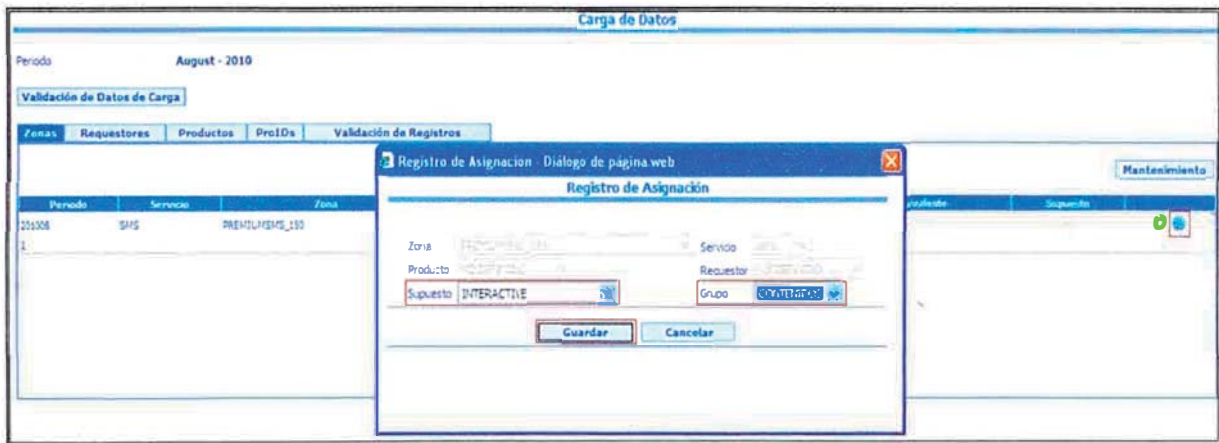 Carga de Datos
Periodo August - 2010
Validación de Datos de Carga
Zonas Requestores Productos ProIDs Validación de Registros
Registro de Asignacion - Diálogo de página web
Mantenimiento
Registro de Asignación
Periodo Servicio Zona Supuesto
201008 SMS PREMIUMSMS_150
1
Zona Servicio
Producto Requestor
Supuesto INTERACTIVE Grupo
Guardar Cancelar